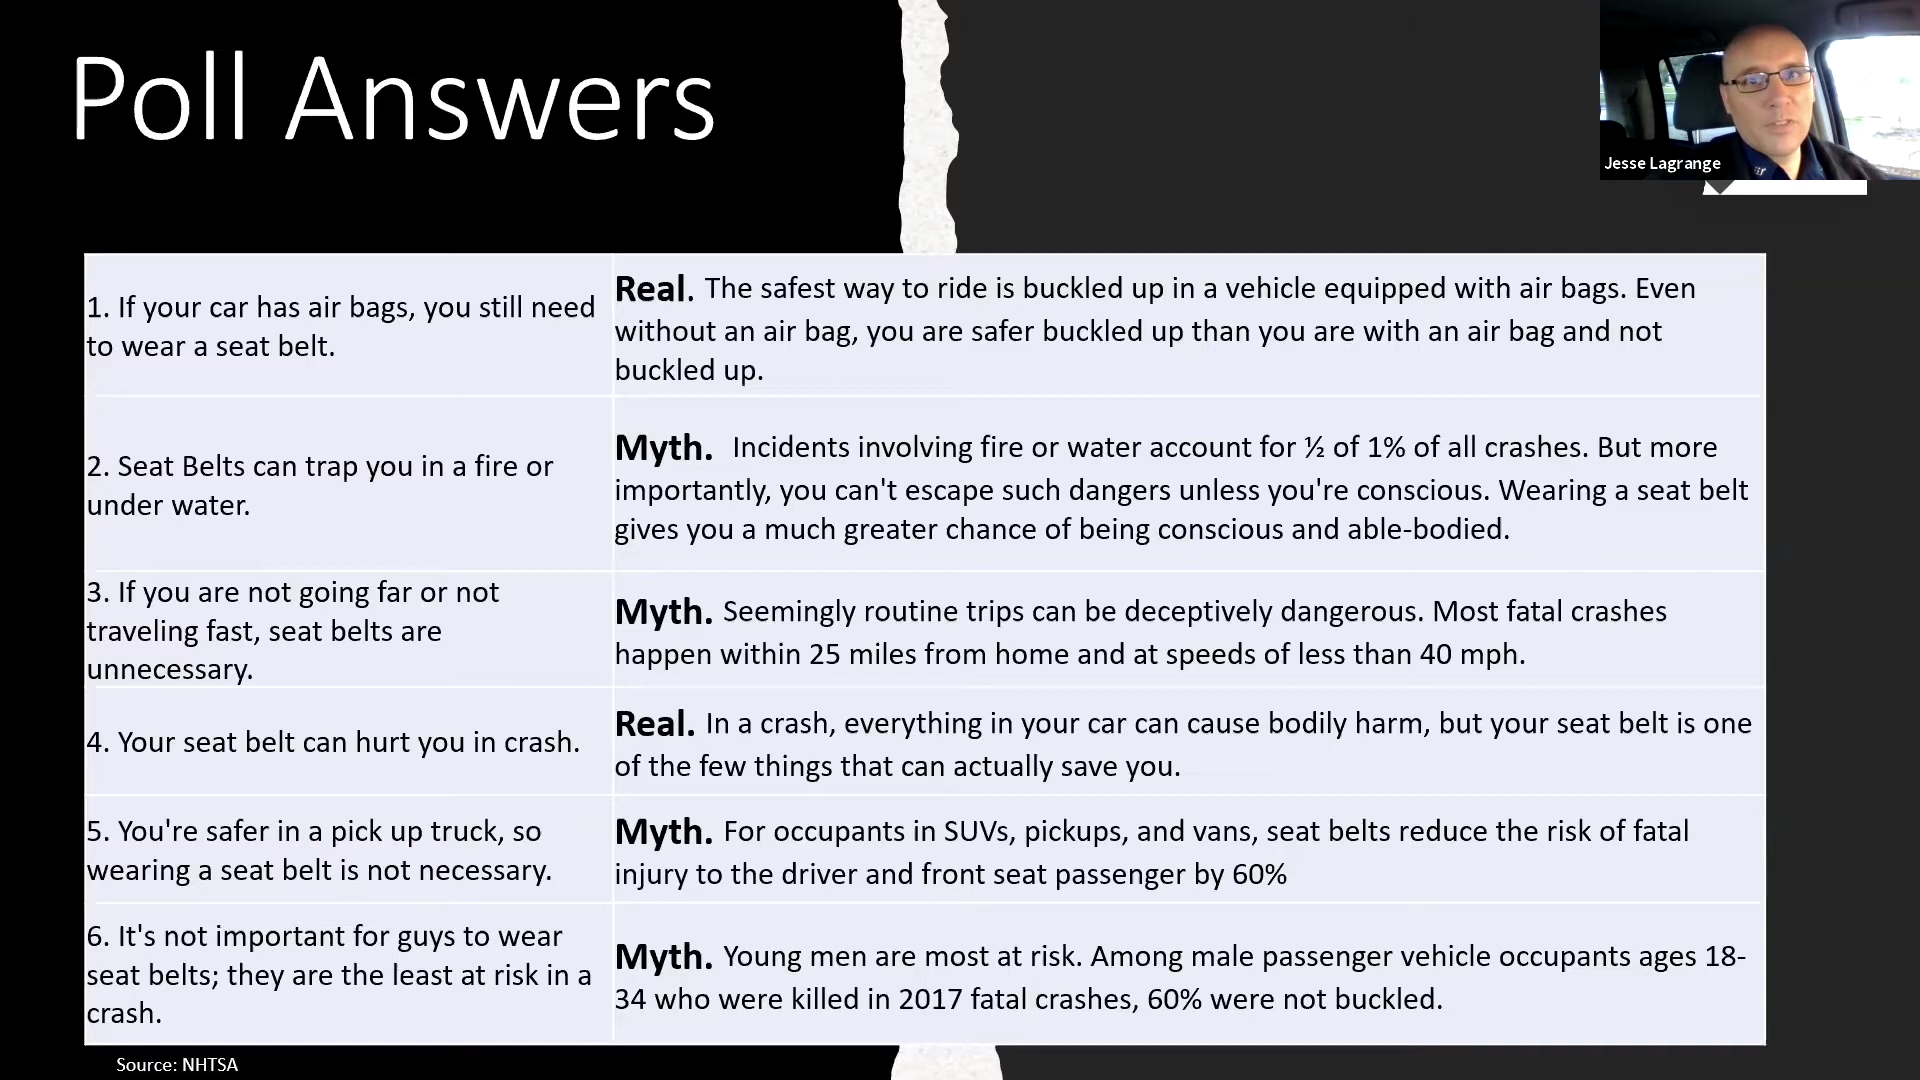 Poll Answers
Jesse Lagrange
1. If your car has air bags, you still need
to wear a seat belt.
Real. The safest way to ride is buckled up in a vehicle equipped with air bags. Even
without an air bag, you are safer buckled up than you are with an air bag and not
buckled up.
2. Seat Belts can trap you in a fire or
under water.
Myth. Incidents involving fire or water account for ½ of 1% of all crashes. But more
importantly, you can't escape such dangers unless you're conscious. Wearing a seat belt
gives you a much greater chance of being conscious and able-bodied.
3. If you are not going far or not
traveling fast, seat belts are
unnecessary.
Myth. Seemingly routine trips can be deceptively dangerous. Most fatal crashes
happen within 25 miles from home and at speeds of less than 40 mph.
4. Your seat belt can hurt you in crash.
Real. In a crash, everything in your car can cause bodily harm, but your seat belt is one
of the few things that can actually save you.
5. You're safer in a pick up truck, so
wearing a seat belt is not necessary.
Myth. For occupants in SUVs, pickups, and vans, seat belts reduce the risk of fatal
injury to the driver and front seat passenger by 60%
6. It's not important for guys to wear
seat belts; they are the least at risk in a
crash.
Myth. Young men are most at risk. Among male passenger vehicle occupants ages 18-
34 who were killed in 2017 fatal crashes, 60% were not buckled.
Source: NHTSA